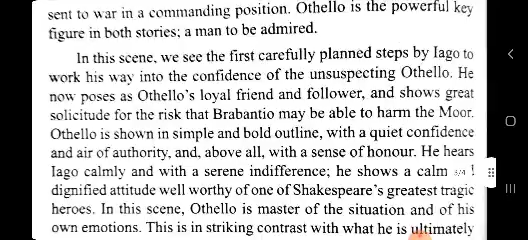 sent to war in a commanding position. Othello is the powerful key
figure in both stories; a man to be admired.
In this scene, we see the first carefully planned steps by Iago to
work his way into the confidence of the unsuspecting Othello. He
now poses as Othello's loyal friend and follower, and shows great
solicitude for the risk that Brabantio may be able to harm the Moor.
Othello is shown in simple and bold outline, with a quiet confidence
and air of authority, and, above all, with a sense of honour. He hears
Iago calmly and with a serene indifference; he shows a calm 3/4
dignified attitude well worthy of one of Shakespeare's greatest tragic
heroes. In this scene, Othello is master of the situation and of his
own emotions. This is in striking contrast with what he is ultimately